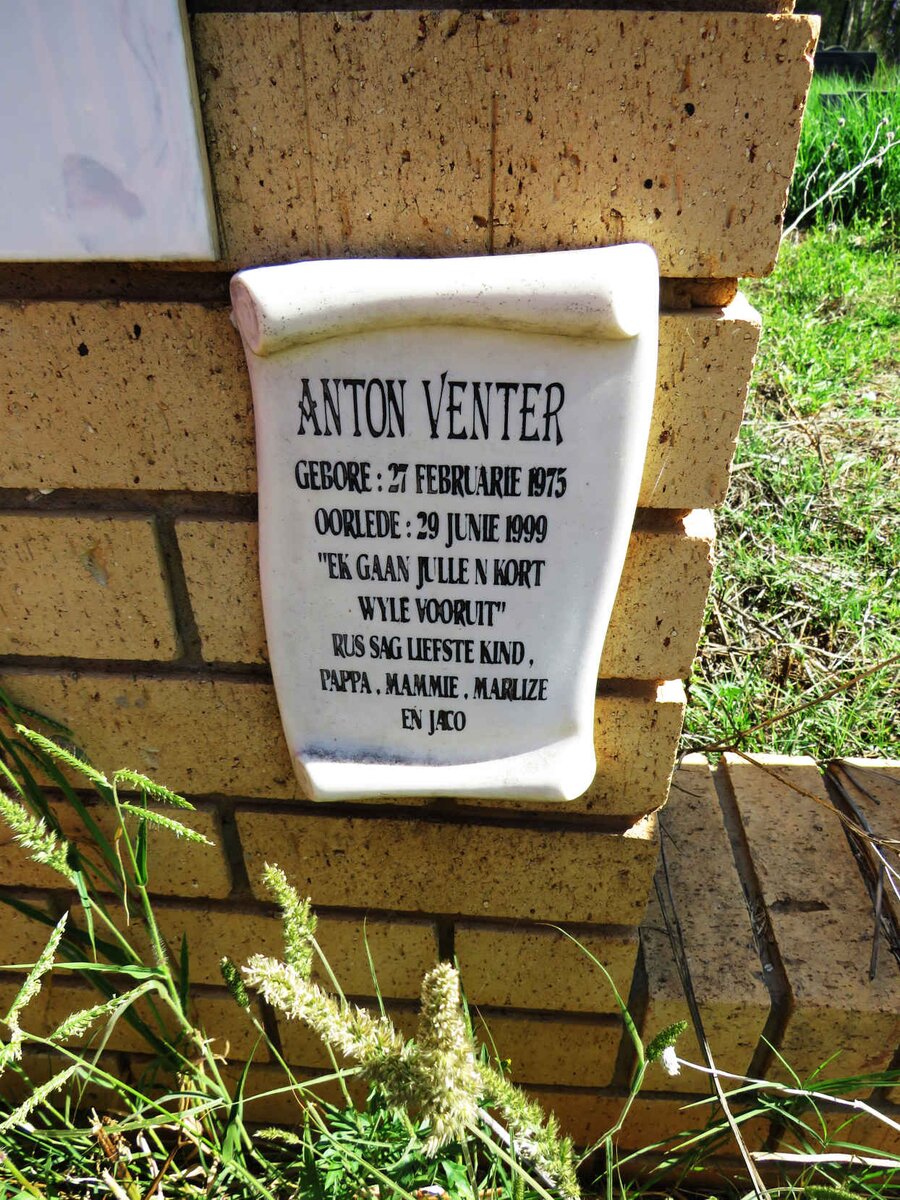 ANTON VENTER
GEBORE : 27 FEBRUARIE 1975
OORLEDE : 29 JUNIE 1999
"EK GAAN JULLE N KORT
WYLE VOORUIT"
RUS SAG LIEFSTE KIND ,
PAPPA , MAMMIE , MARLIZE
EN JACO